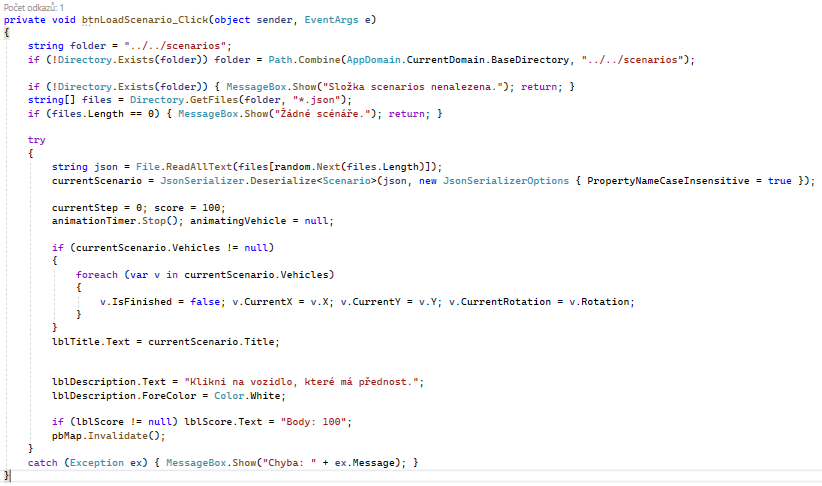 Počet odkazů: 1
private void btnLoadScenario_Click(object sender, EventArgs e)
{
    string folder = "../../scenarios";
    if (!Directory.Exists(folder)) folder = Path.Combine(AppDomain.CurrentDomain.BaseDirectory, "../../scenarios");

    if (!Directory.Exists(folder)) { MessageBox.Show("Složka scenarios nenalezena."); return; }
    string[] files = Directory.GetFiles(folder, "*.json");
    if (files.Length == 0) { MessageBox.Show("Žádné scénáře."); return; }

    try
    {
        string json = File.ReadAllText(files[random.Next(files.Length)]);
        currentScenario = JsonSerializer.Deserialize<Scenario>(json, new JsonSerializerOptions { PropertyNameCaseInsensitive = true });

        currentStep = 0; score = 100;
        animationTimer.Stop(); animatingVehicle = null;

        if (currentScenario.Vehicles != null)
        {
            foreach (var v in currentScenario.Vehicles)
            {
                v.IsFinished = false; v.CurrentX = v.X; v.CurrentY = v.Y; v.CurrentRotation = v.Rotation;
            }
        }
        lblTitle.Text = currentScenario.Title;


        lblDescription.Text = "Klikni na vozidlo, které má přednost.";
        lblDescription.ForeColor = Color.White;

        if (lblScore != null) lblScore.Text = "Body: 100";
        pbMap.Invalidate();
    }
    catch (Exception ex) { MessageBox.Show("Chyba: " + ex.Message); }
}